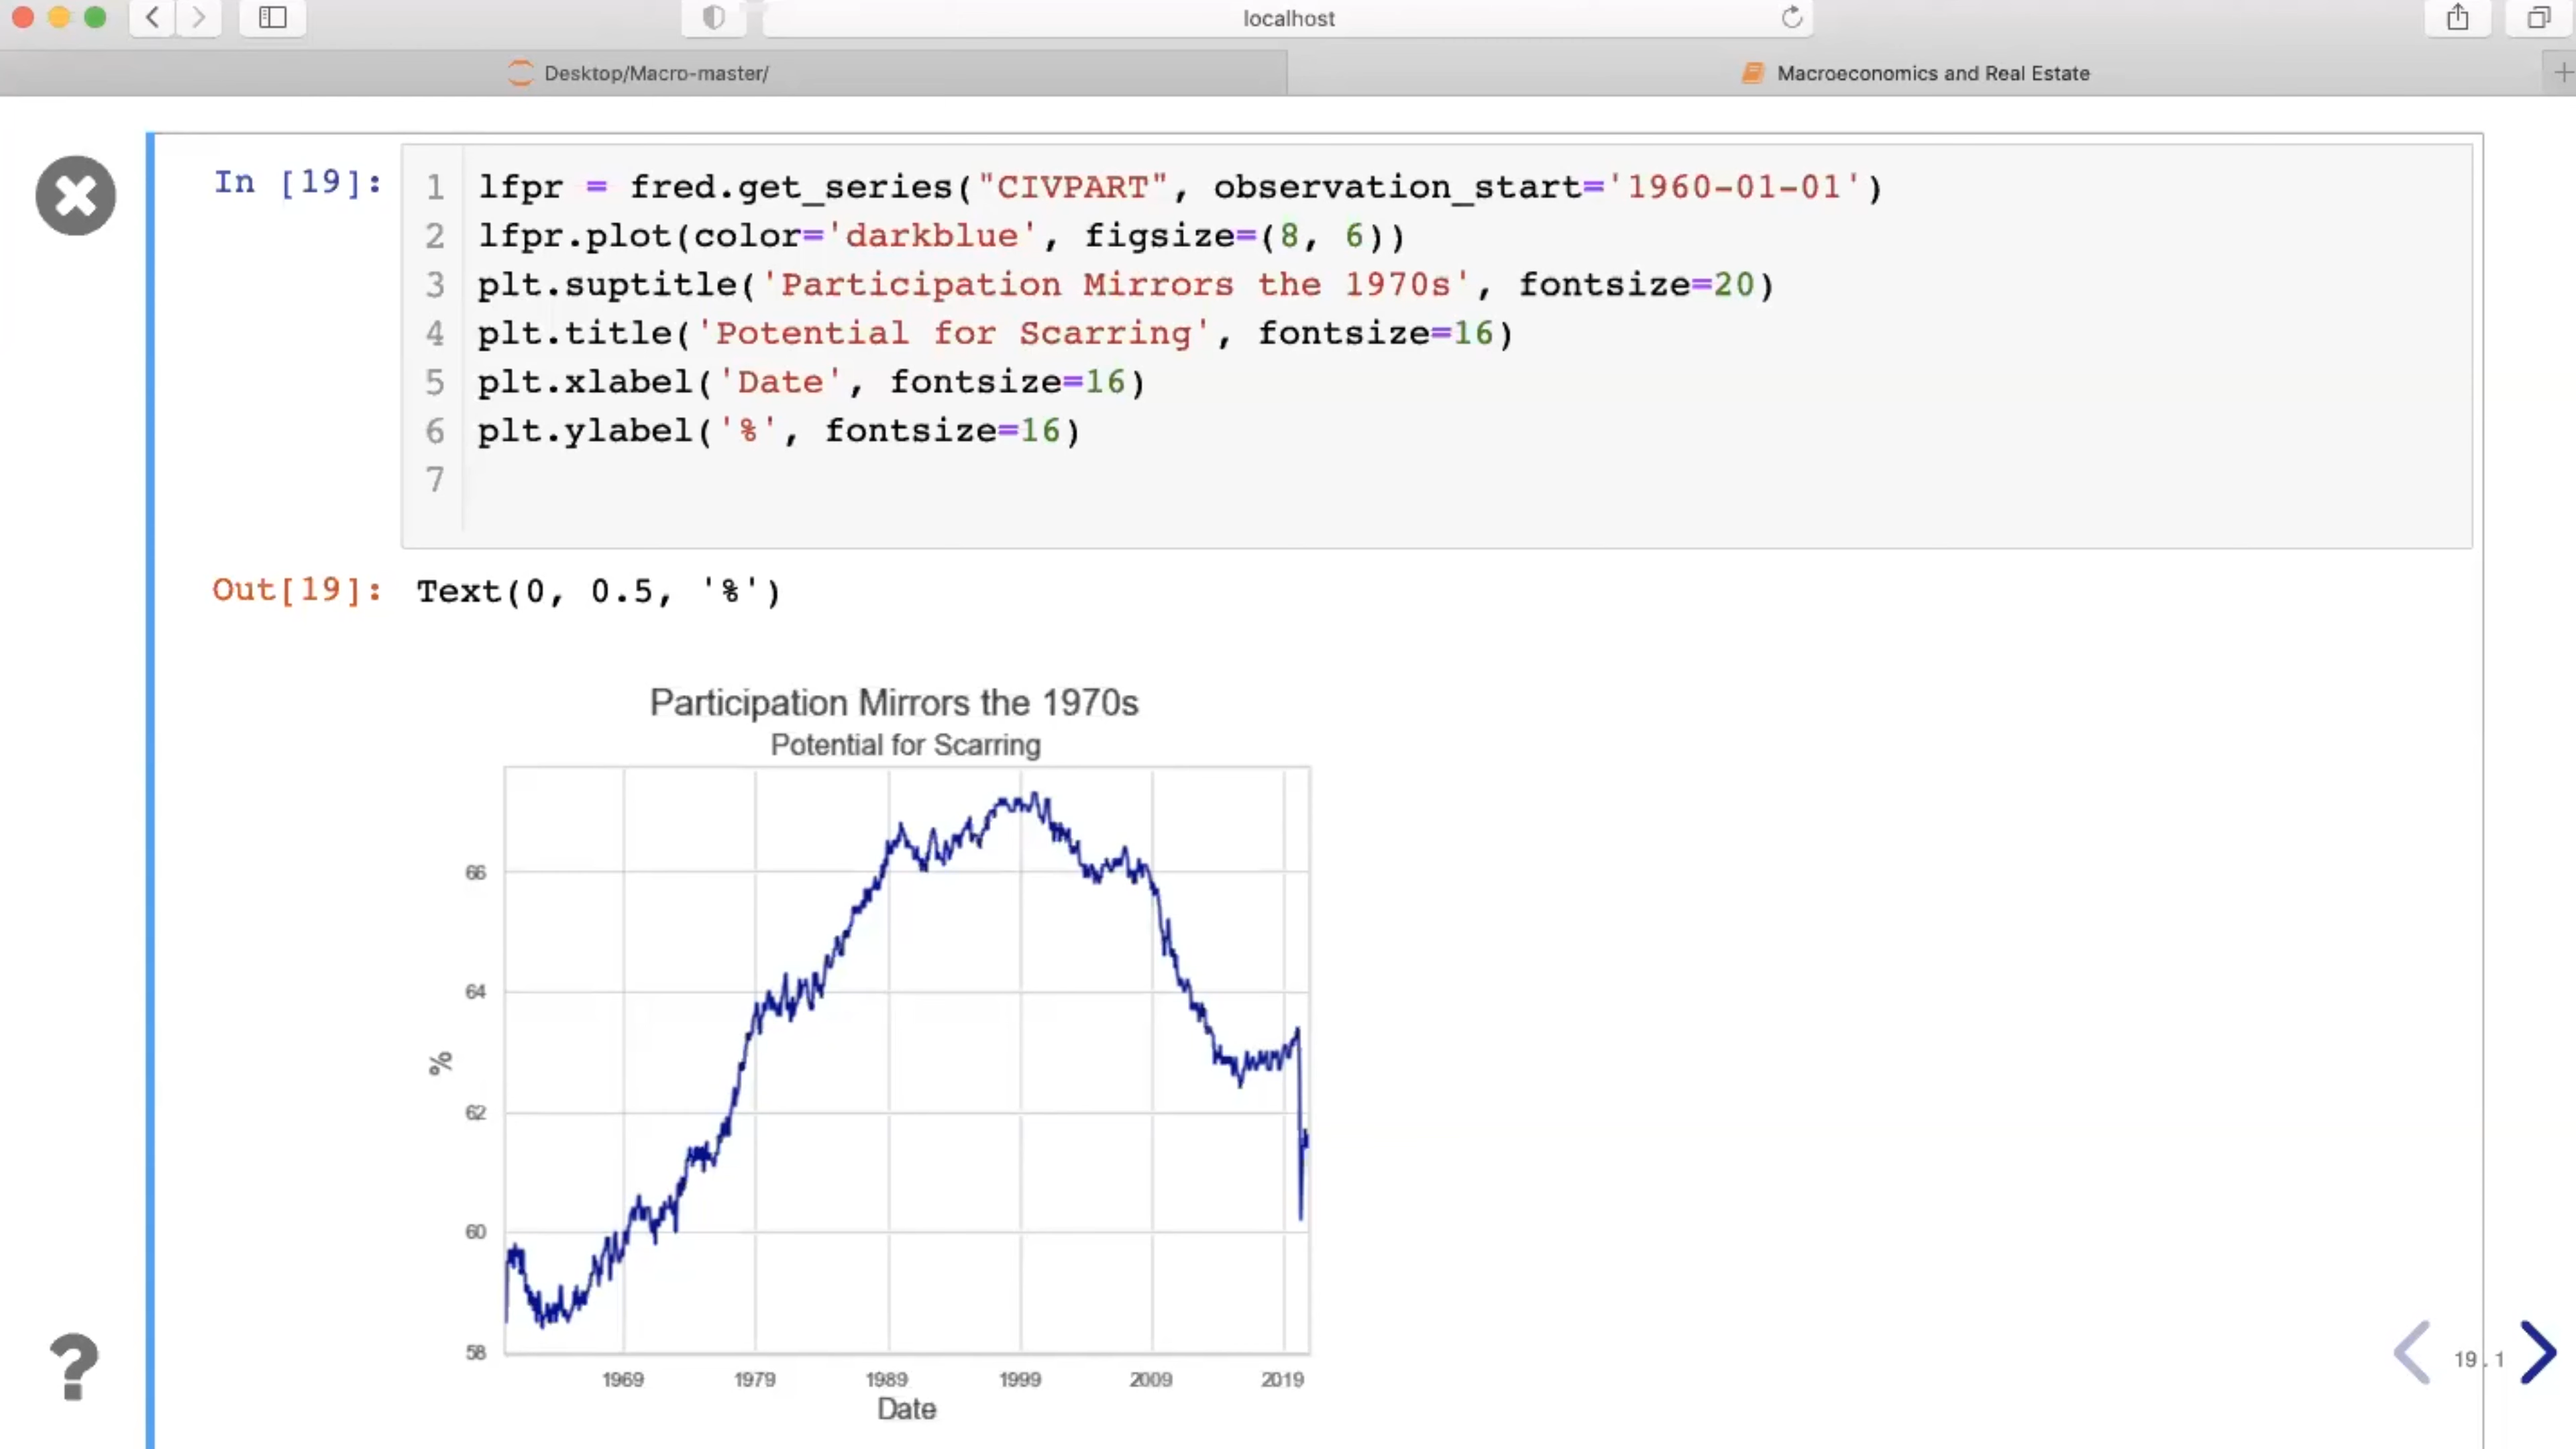 localhost
Desktop/Macro-master/
Macroeconomics and Real Estate
In [19]:
1 lfpr = fred.get_series("CIVPART", observation_start='1960-01-01')
2 lfpr.plot(color='darkblue', figsize=(8, 6))
3 plt.suptitle('Participation Mirrors the 1970s', fontsize=20)
4 plt.title('Potential for Scarring', fontsize=16)
5 plt.xlabel('Date', fontsize=16)
6 plt.ylabel('%', fontsize=16)
7
Out[19]: Text(0, 0.5, '%')
Participation Mirrors the 1970s
Potential for Scarring
66
64
%
62
60
58
1969 1979 1989 1999 2009 2019
Date
19.1